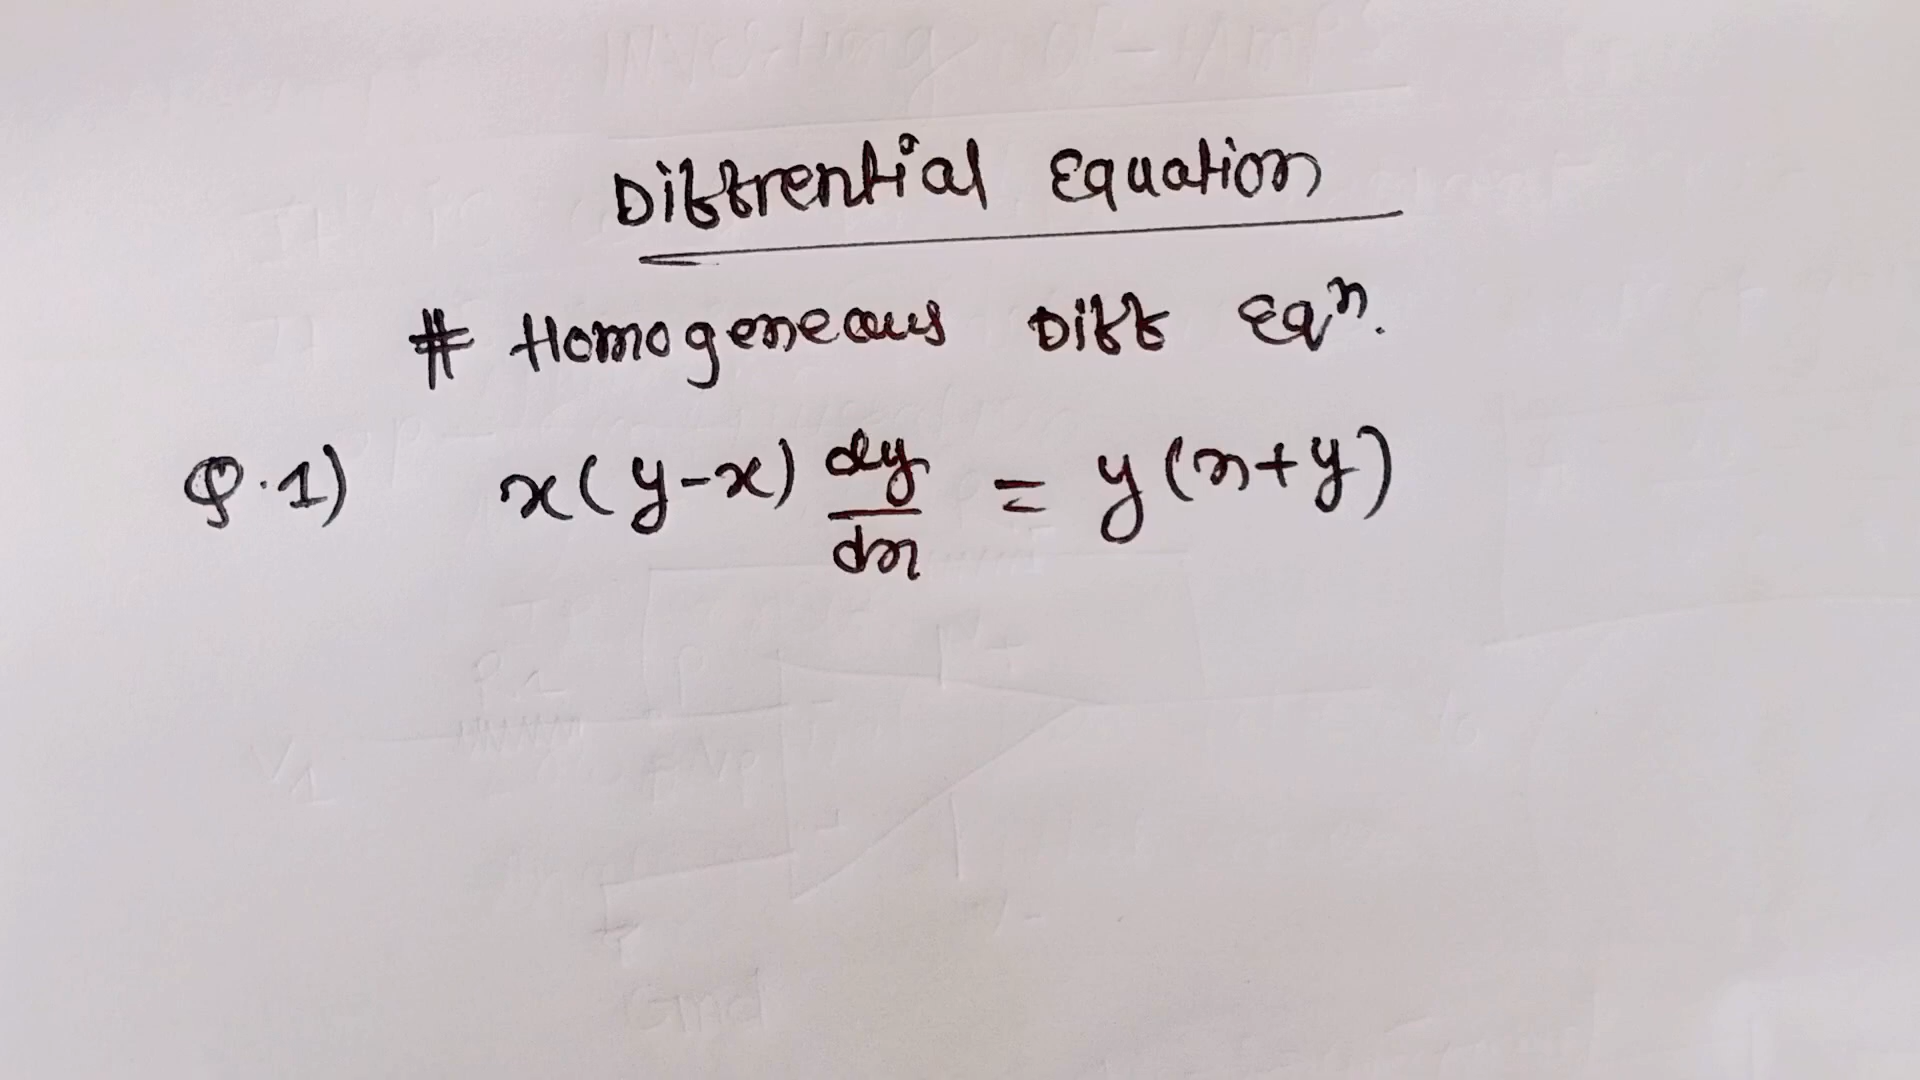 Diffrential Equation
# Homogeneous Diff Eqⁿ.
Q.1) x(y-x) dy/dx = y(x+y)